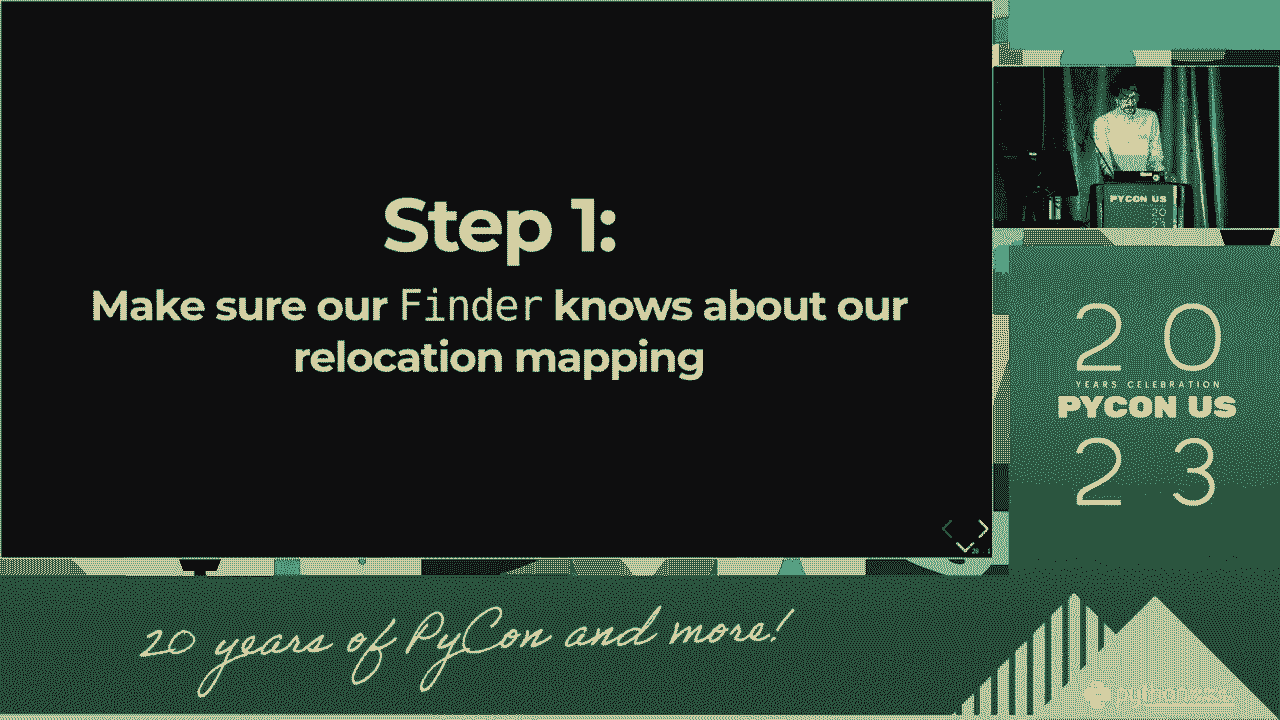 Step 1:
Make sure our Finder knows about our
relocation mapping
PYCON US
20
23
20
YEARS CELEBRATION
PYCON US
23
20 years of PyCon and more!